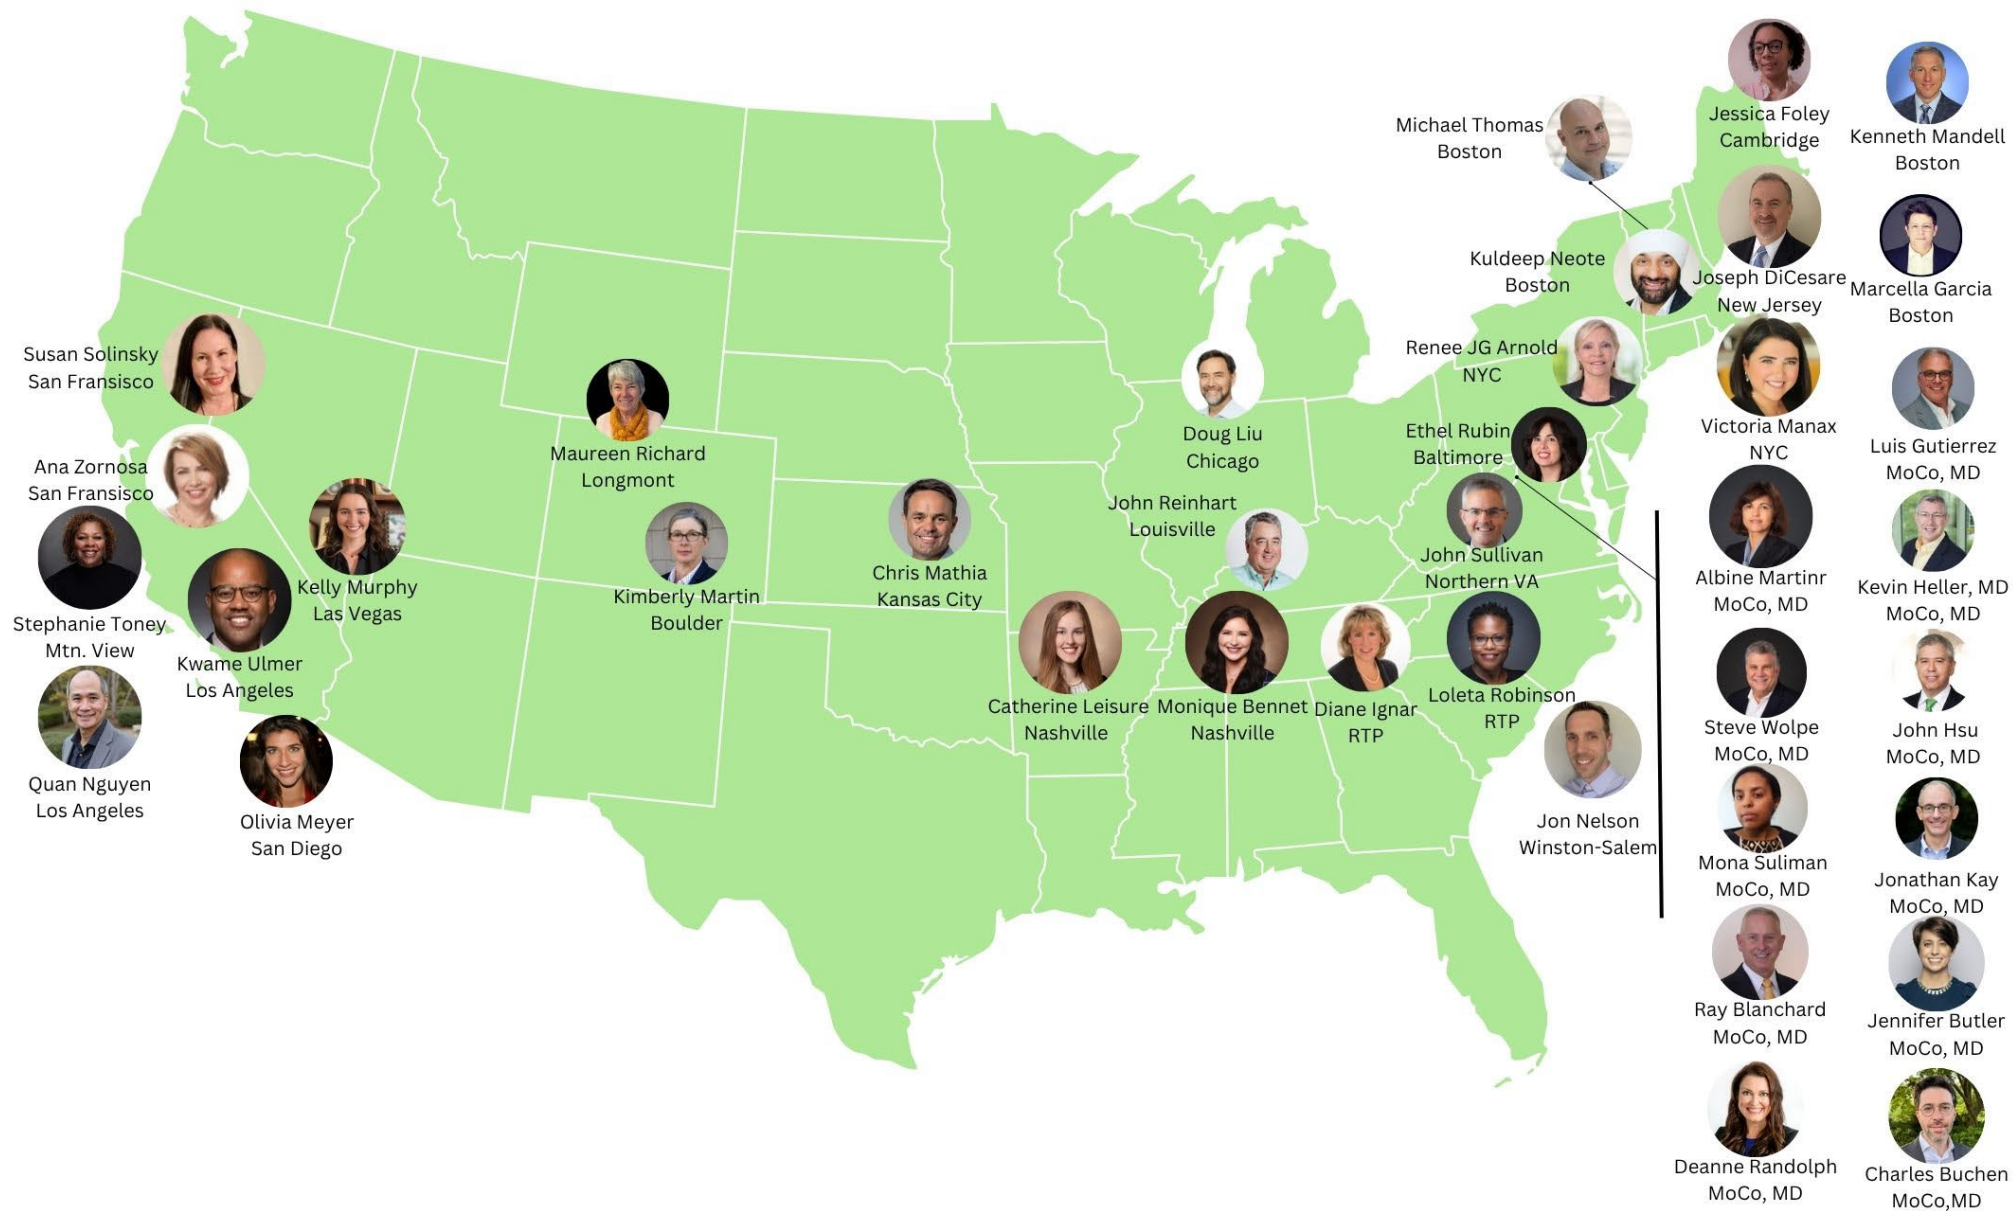 Jessica Foley
Cambridge
Kenneth Mandell
Boston
Michael Thomas
Boston
Kuldeep Neote
Boston
Joseph DiCesare
New Jersey
Marcella Garcia
Boston
Susan Solinsky
San Fransisco
Renee JG Arnold
NYC
Victoria Manax
NYC
Luis Gutierrez
MoCo, MD
Maureen Richard
Longmont
Doug Liu
Chicago
Ethel Rubin
Baltimore
Ana Zornosa
San Fransisco
John Reinhart
Louisville
John Sullivan
Northern VA
Albine Martinr
MoCo, MD
Kevin Heller, MD
MoCo, MD
Kelly Murphy
Las Vegas
Kimberly Martin
Boulder
Chris Mathia
Kansas City
Stephanie Toney
Mtn. View
Kwame Ulmer
Los Angeles
Catherine Leisure
Nashville
Monique Bennet
Nashville
Diane Ignar
RTP
Loleta Robinson
RTP
Steve Wolpe
MoCo, MD
John Hsu
MoCo, MD
Quan Nguyen
Los Angeles
Olivia Meyer
San Diego
Jon Nelson
Winston-Salem
Mona Suliman
MoCo, MD
Jonathan Kay
MoCo, MD
Ray Blanchard
MoCo, MD
Jennifer Butler
MoCo, MD
Deanne Randolph
MoCo, MD
Charles Buchen
MoCo,MD